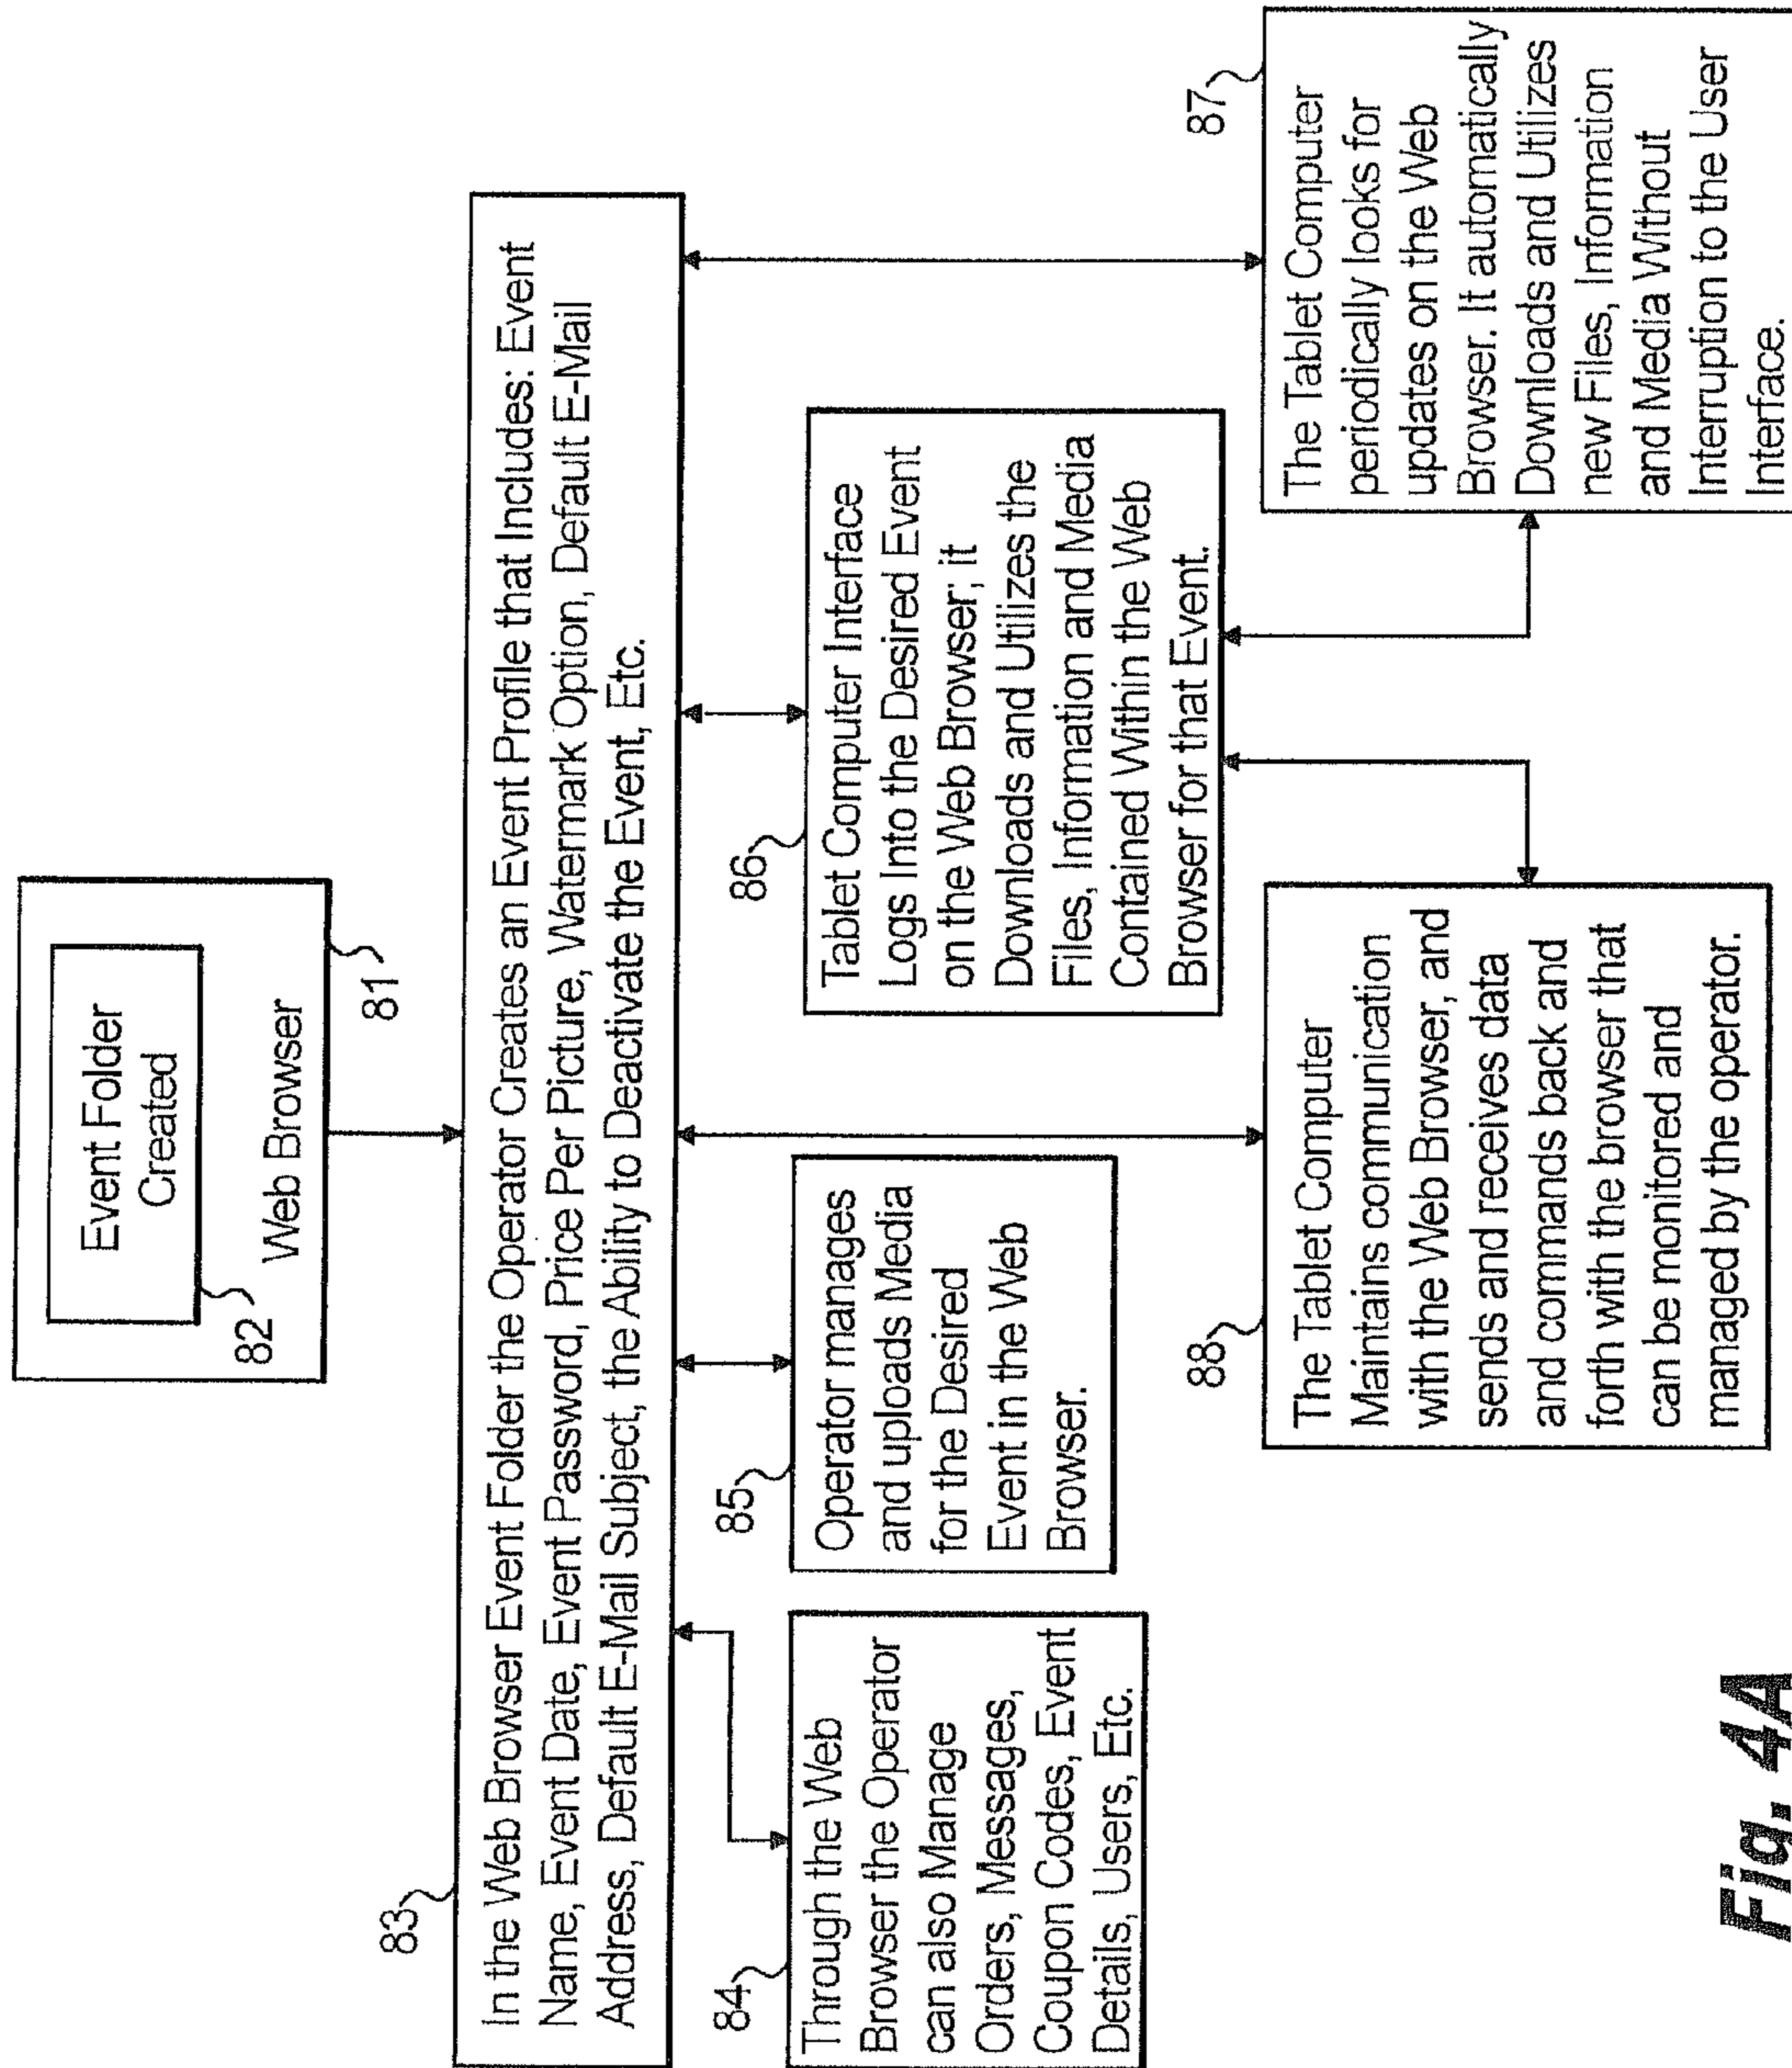 Event Folder
Created
82
Web Browser
81
83
In the Web Browser Event Folder the Operator Creates an Event Profile that Includes: Event
Name, Event Date, Event Password, Price Per Picture, Watermark Option, Default E-Mail
Address, Default E-Mail Subject, the Ability to Deactivate the Event, Etc.
84
Through the Web
Browser the Operator
can also Manage
Orders, Messages,
Coupon Codes, Event
Details, Users, Etc.
85
Operator manages
and uploads Media
for the Desired
Event in the Web
Browser.
86
Tablet Computer Interface
Logs Into the Desired Event
on the Web Browser; it
Downloads and Utilizes the
Files, Information and Media
Contained Within the Web
Browser for that Event.
88
The Tablet Computer
Maintains communication
with the Web Browser, and
sends and receives data
and commands back and
forth with the browser that
can be monitored and
managed by the operator.
87
The Tablet Computer
periodically looks for
updates on the Web
Browser. It automatically
Downloads and Utilizes
new Files, Information
and Media Without
Interruption to the User
Interface.
Fig. 4A